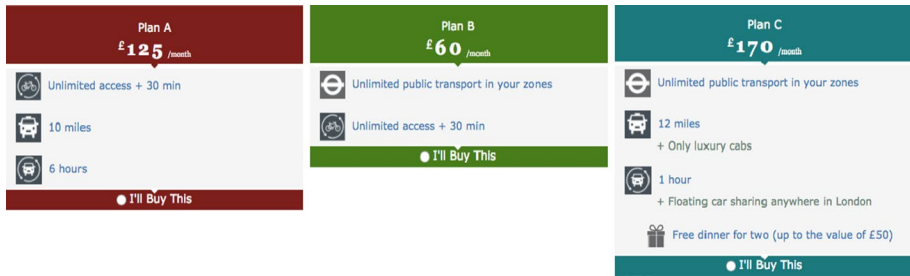 Plan A
£125 /month
Unlimited access + 30 min
10 miles
6 hours
I'll Buy This
Plan B
£60 /month
Unlimited public transport in your zones
Unlimited access + 30 min
I'll Buy This
Plan C
£170 /month
Unlimited public transport in your zones
12 miles
+ Only luxury cabs
1 hour
+ Floating car sharing anywhere in London
Free dinner for two (up to the value of £50)
I'll Buy This